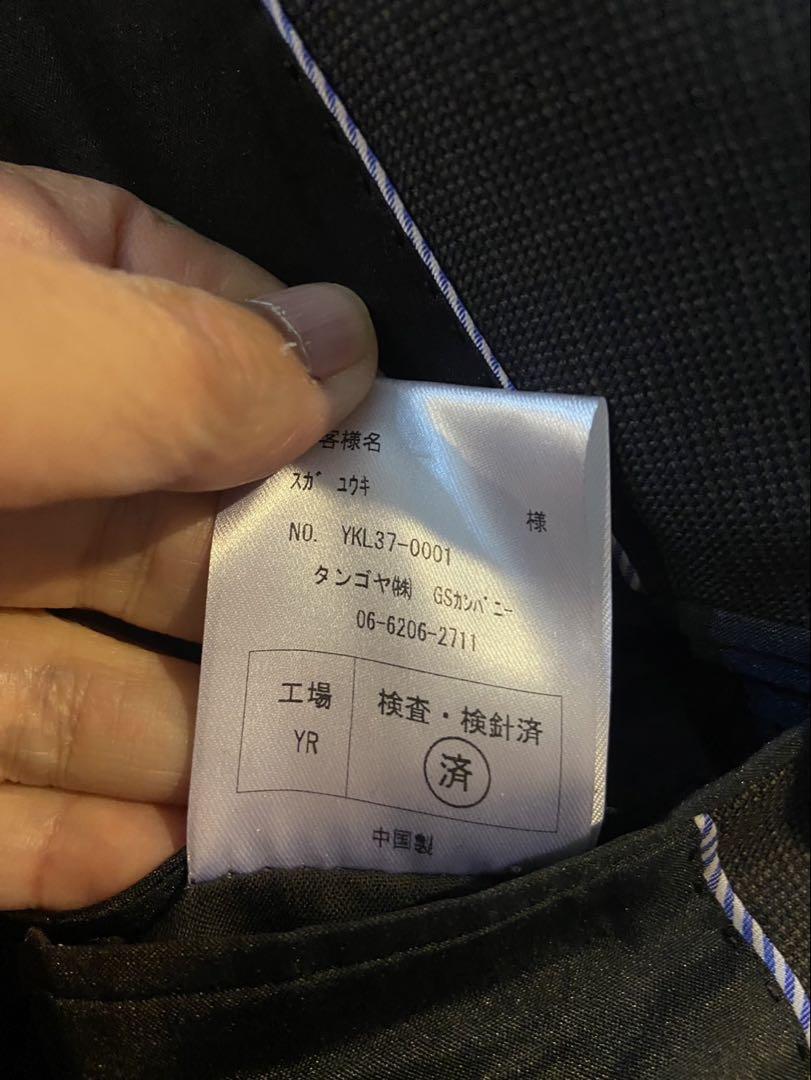 客様名
ｽｶﾞ ﾕｳｷ
様
NO. YKL37-0001
タンゴヤ㈱ GSｶﾝﾊﾟﾆｰ
06-6206-2711
工場 検査・検針済
YR 済
中国製